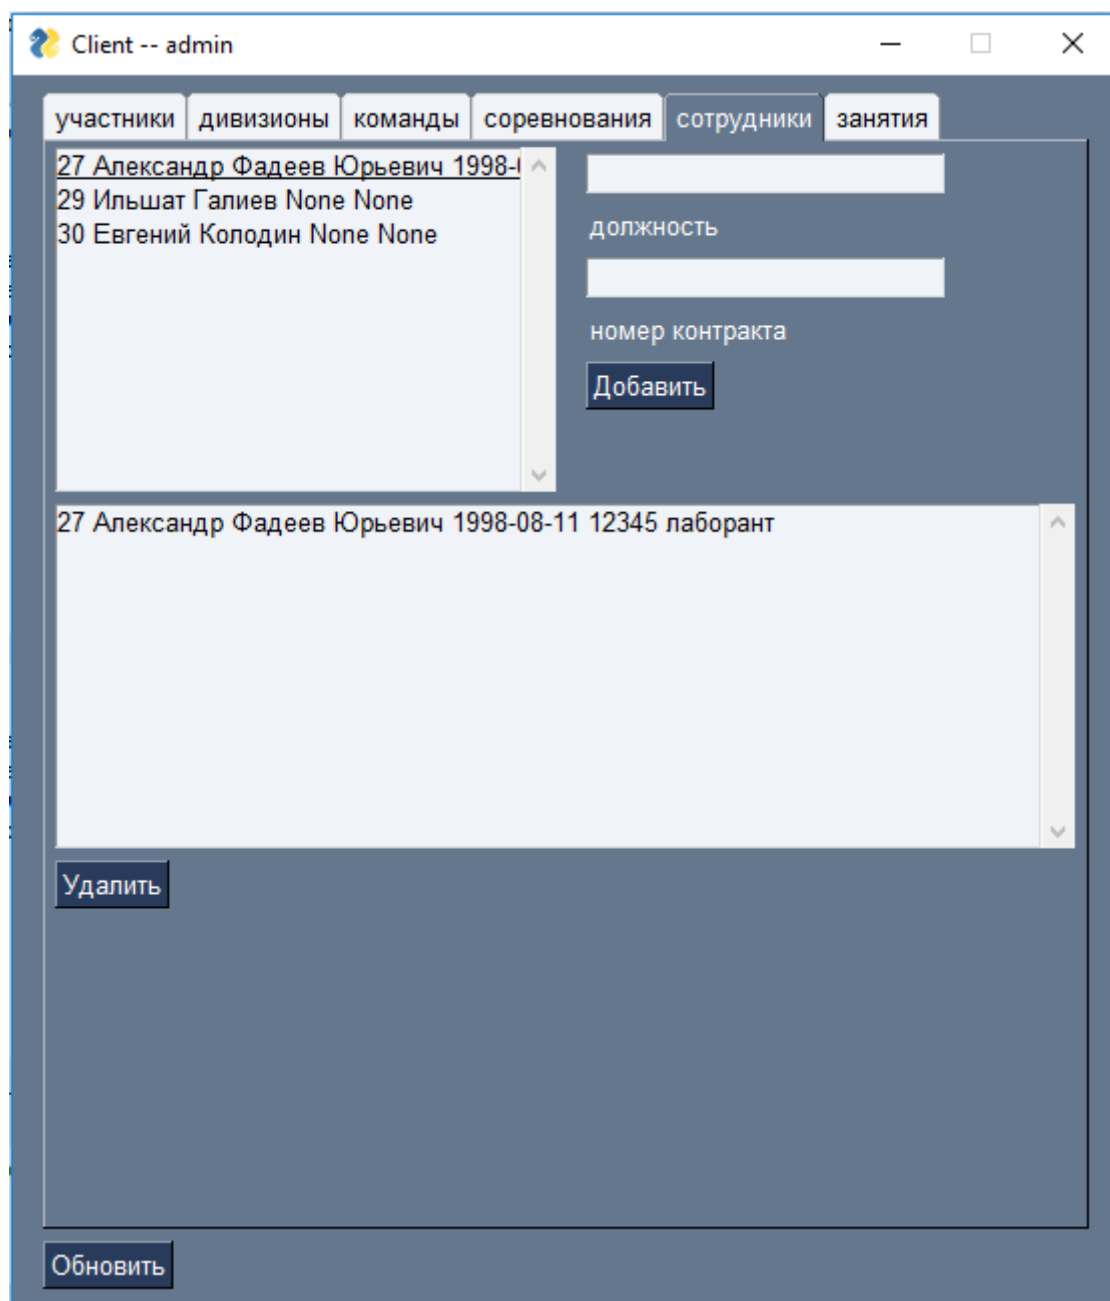 Client -- admin
участники дивизионы команды соревнования сотрудники занятия
27 Александр Фадеев Юрьевич 1998-
29 Ильшат Галиев None None
30 Евгений Колодин None None
должность
номер контракта
Добавить
27 Александр Фадеев Юрьевич 1998-08-11 12345 лаборант
Удалить
Обновить